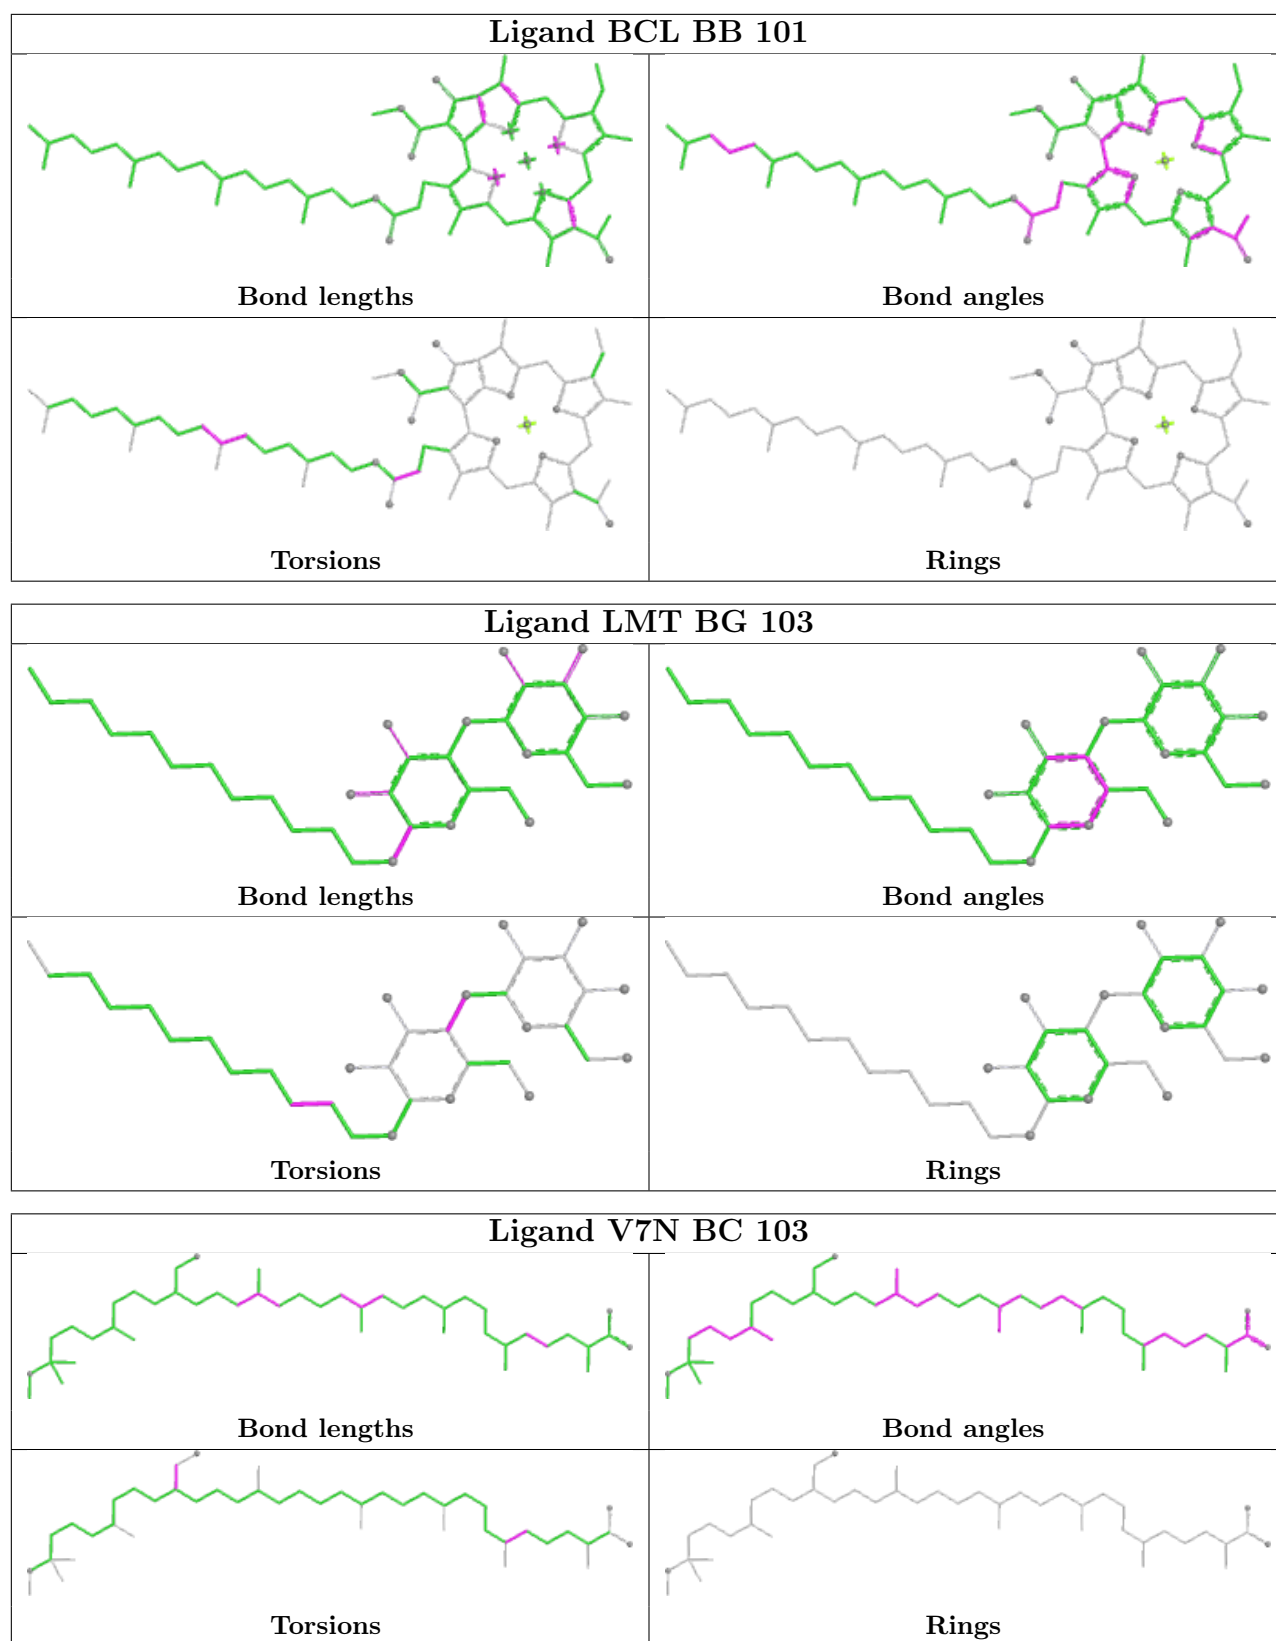 Ligand BCL BB 101
Bond lengths
Bond angles
Torsions
Rings
Ligand LMT BG 103
Bond lengths
Bond angles
Torsions
Rings
Ligand V7N BC 103
Bond lengths
Bond angles
Torsions
Rings